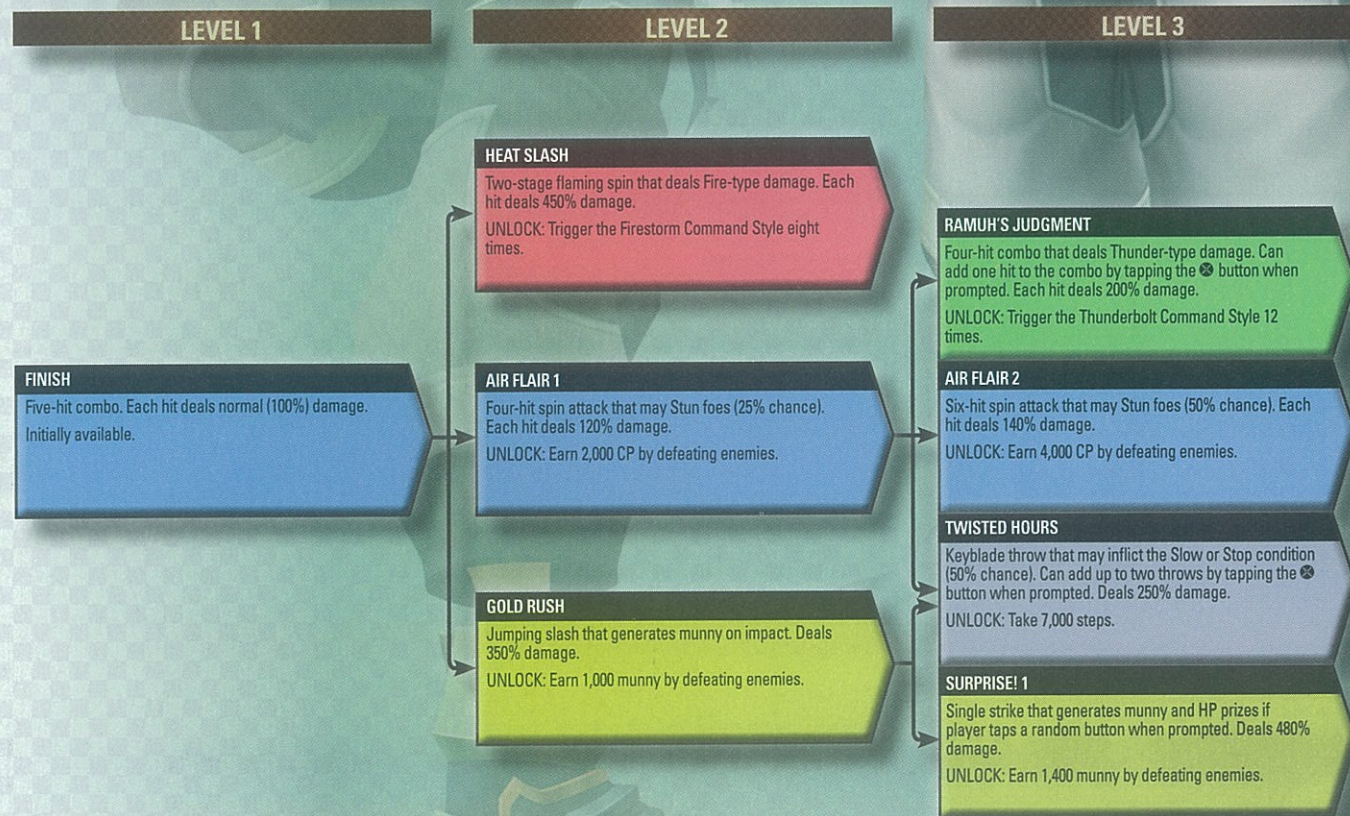 LEVEL 1
LEVEL 2
LEVEL 3
HEAT SLASH
Two-stage flaming spin that deals Fire-type damage. Each
hit deals 450% damage.
UNLOCK: Trigger the Firestorm Command Style eight
times.
RAMUH'S JUDGMENT
Four-hit combo that deals Thunder-type damage. Can
add one hit to the combo by tapping the ⊗ button when
prompted. Each hit deals 200% damage.
UNLOCK: Trigger the Thunderbolt Command Style 12
times.
FINISH
Five-hit combo. Each hit deals normal (100%) damage.
Initially available.
AIR FLAIR 1
Four-hit spin attack that may Stun foes (25% chance).
Each hit deals 120% damage.
UNLOCK: Earn 2,000 CP by defeating enemies.
AIR FLAIR 2
Six-hit spin attack that may Stun foes (50% chance). Each
hit deals 140% damage.
UNLOCK: Earn 4,000 CP by defeating enemies.
TWISTED HOURS
Keyblade throw that may inflict the Slow or Stop condition
(50% chance). Can add up to two throws by tapping the ⊗
button when prompted. Deals 250% damage.
UNLOCK: Take 7,000 steps.
GOLD RUSH
Jumping slash that generates munny on impact. Deals
350% damage.
UNLOCK: Earn 1,000 munny by defeating enemies.
SURPRISE! 1
Single strike that generates munny and HP prizes if
player taps a random button when prompted. Deals 480%
damage.
UNLOCK: Earn 1,400 munny by defeating enemies.